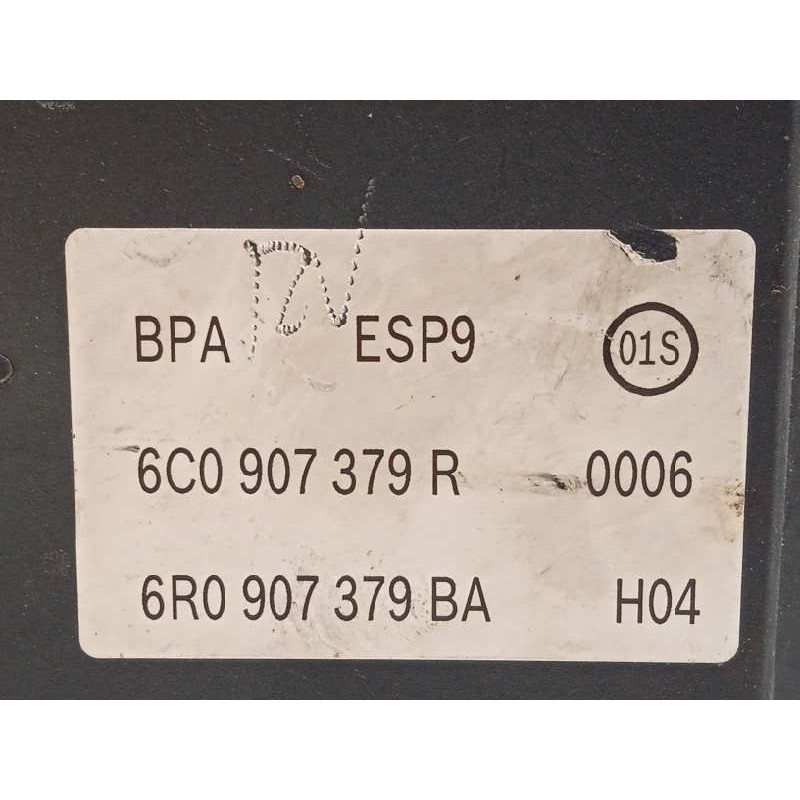 BPA ESP9 01S
6C0 907 379 R 0006
6R0 907 379 BA H04